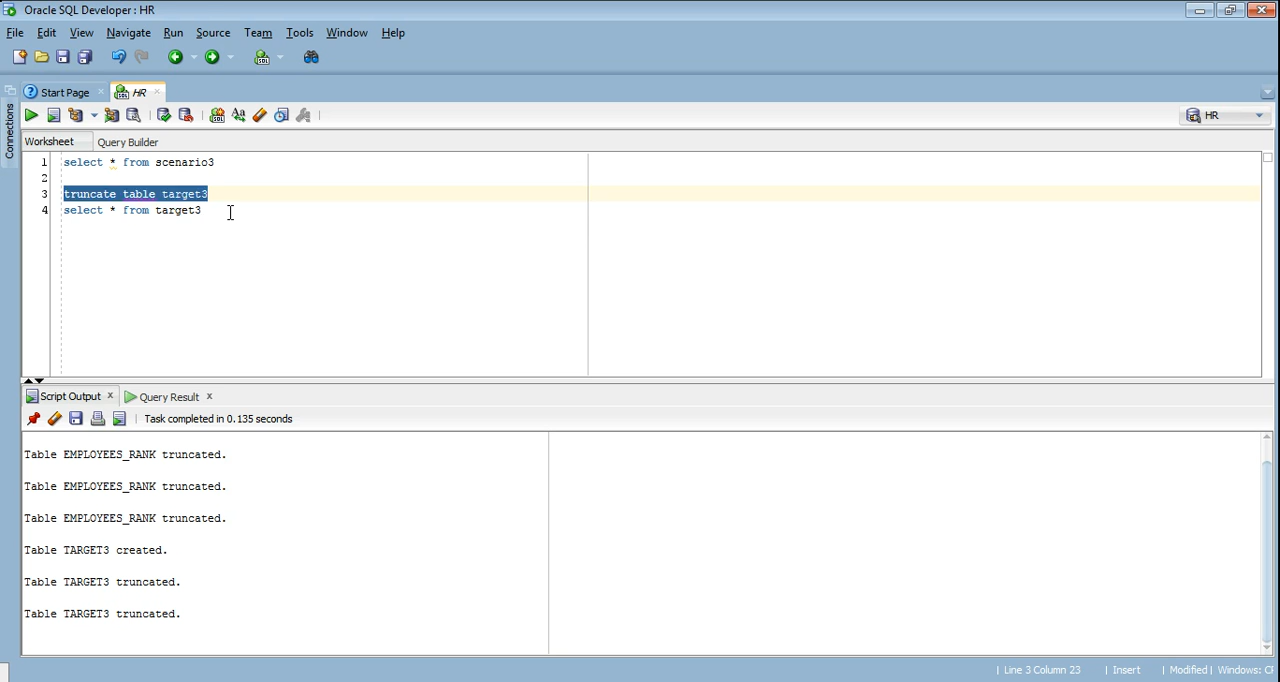 Oracle SQL Developer : HR
File Edit View Navigate Run Source Team Tools Window Help
Start Page HR
Connections
HR
Worksheet Query Builder
1 select * from scenario3
2
3 truncate table target3
4 select * from target3
Script Output Query Result
Task completed in 0.135 seconds
Table EMPLOYEES_RANK truncated.
Table EMPLOYEES_RANK truncated.
Table EMPLOYEES_RANK truncated.
Table TARGET3 created.
Table TARGET3 truncated.
Table TARGET3 truncated.
| Line 3 Column 23 | Insert | Modified | Windows: CR